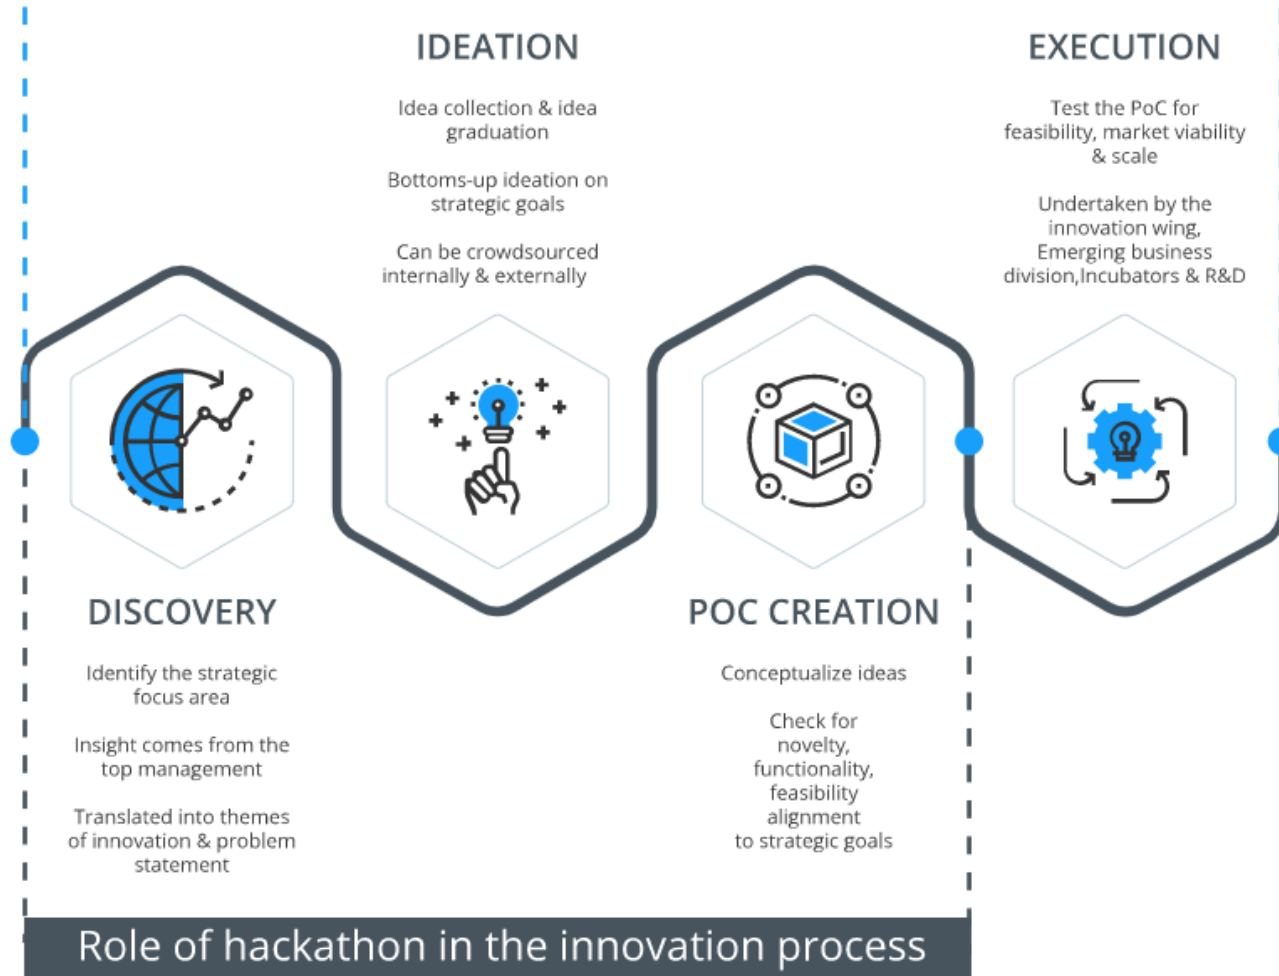 IDEATION
Idea collection & idea
graduation
Bottoms-up ideation on
strategic goals
Can be crowdsourced
internally & externally
EXECUTION
Test the PoC for
feasibility, market viability
& scale
Undertaken by the
innovation wing,
Emerging business
division,Incubators & R&D
DISCOVERY
Identify the strategic
focus area
Insight comes from the
top management
Translated into themes
of innovation & problem
statement
POC CREATION
Conceptualize ideas
Check for
novelty,
functionality,
feasibility
alignment
to strategic goals
Role of hackathon in the innovation process